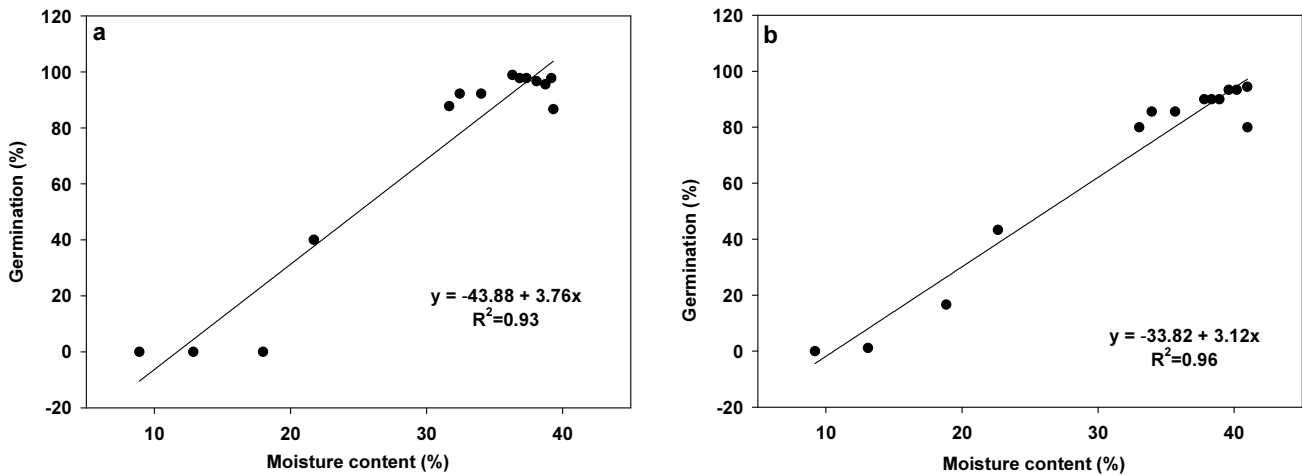 a
120
100
80
60
40
20
0
-20
Germination (%)
10 20 30 40
Moisture content (%)
y = -43.88 + 3.76x
R²=0.93
b
120
100
80
60
40
20
0
-20
Germination (%)
10 20 30 40
Moisture content (%)
y = -33.82 + 3.12x
R²=0.96